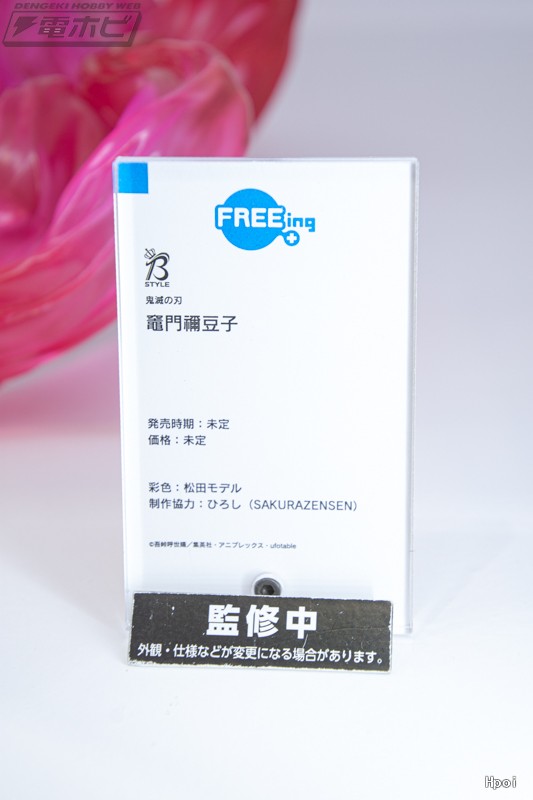 DENGEKI HOBBY WEB
電ホビ
FREEing
B
STYLE
鬼滅の刃
竈門禰豆子
発売時期：未定
価格：未定
彩色：松田モデル
制作協力：ひろし（SAKURAZENSEN）
©吾峠呼世晴／集英社・アニプレックス・ufotable
監修中
外観・仕様などが変更になる場合があります。
Hpoi